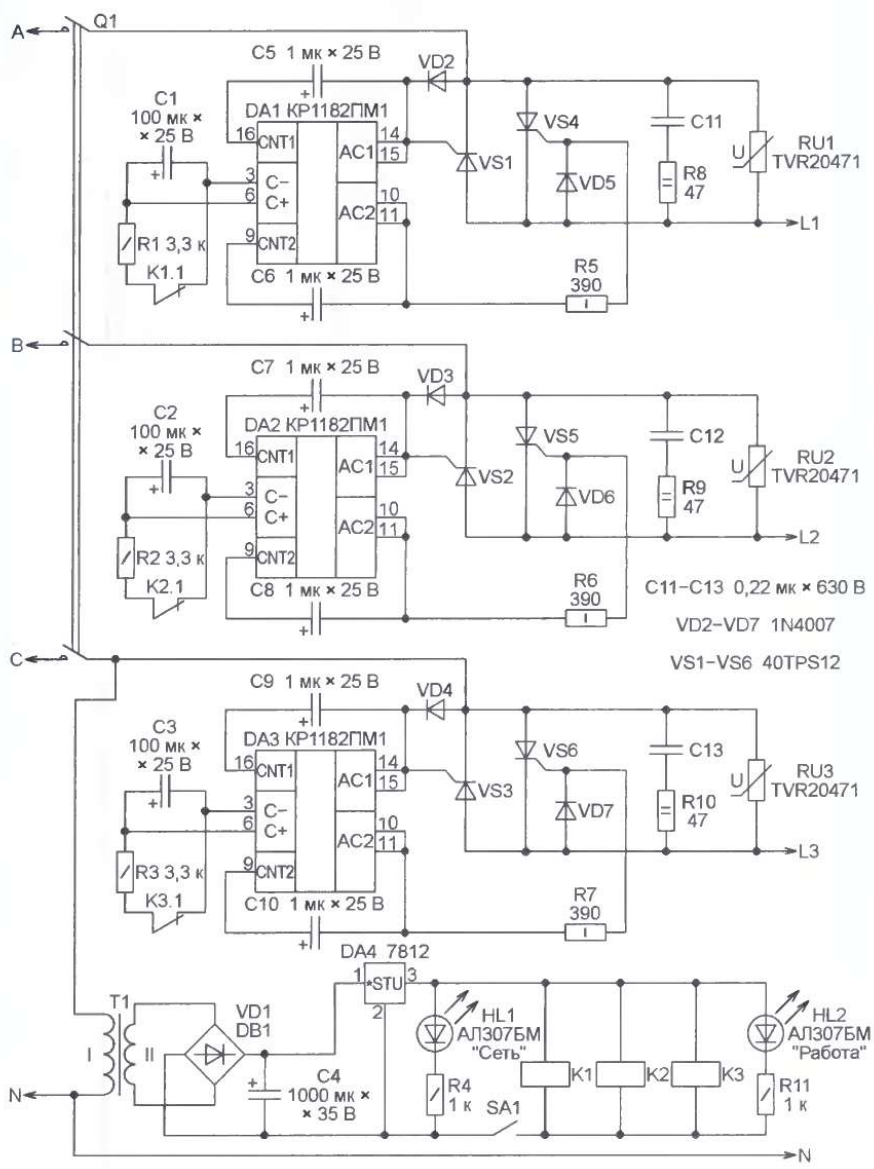 A
Q1
C5 1 мк × 25 В
VD2
C1
100 мк ×
× 25 В
DA1 КР1182ПМ1
16
CNT1
AC1
14
15
3
C−
6
C+
AC2
10
11
9
CNT2
R1 3,3 к
K1.1
C6 1 мк × 25 В
VS1
VS4
VD5
C11
R8
47
U
RU1
TVR20471
L1
R5
390
B
C7 1 мк × 25 В
VD3
C2
100 мк ×
× 25 В
DA2 КР1182ПМ1
16
CNT1
AC1
14
15
3
C−
6
C+
AC2
10
11
9
CNT2
R2 3,3 к
K2.1
C8 1 мк × 25 В
VS2
VS5
VD6
C12
R9
47
U
RU2
TVR20471
L2
R6
390
C11−C13 0,22 мк × 630 В
VD2−VD7 1N4007
VS1−VS6 40TPS12
C
C9 1 мк × 25 В
VD4
C3
100 мк ×
× 25 В
DA3 КР1182ПМ1
16
CNT1
AC1
14
15
3
C−
6
C+
AC2
10
11
9
CNT2
R3 3,3 к
K3.1
C10 1 мк × 25 В
VS3
VS6
VD7
C13
R10
47
U
RU3
TVR20471
L3
R7
390
DA4 7812
1
*STU
3
2
T1
I
II
VD1
DB1
C4
1000 мк ×
× 35 В
HL1
АЛ307БМ
"Сеть"
R4
1 к
SA1
K1
K2
K3
HL2
АЛ307БМ
"Работа"
R11
1 к
N
N